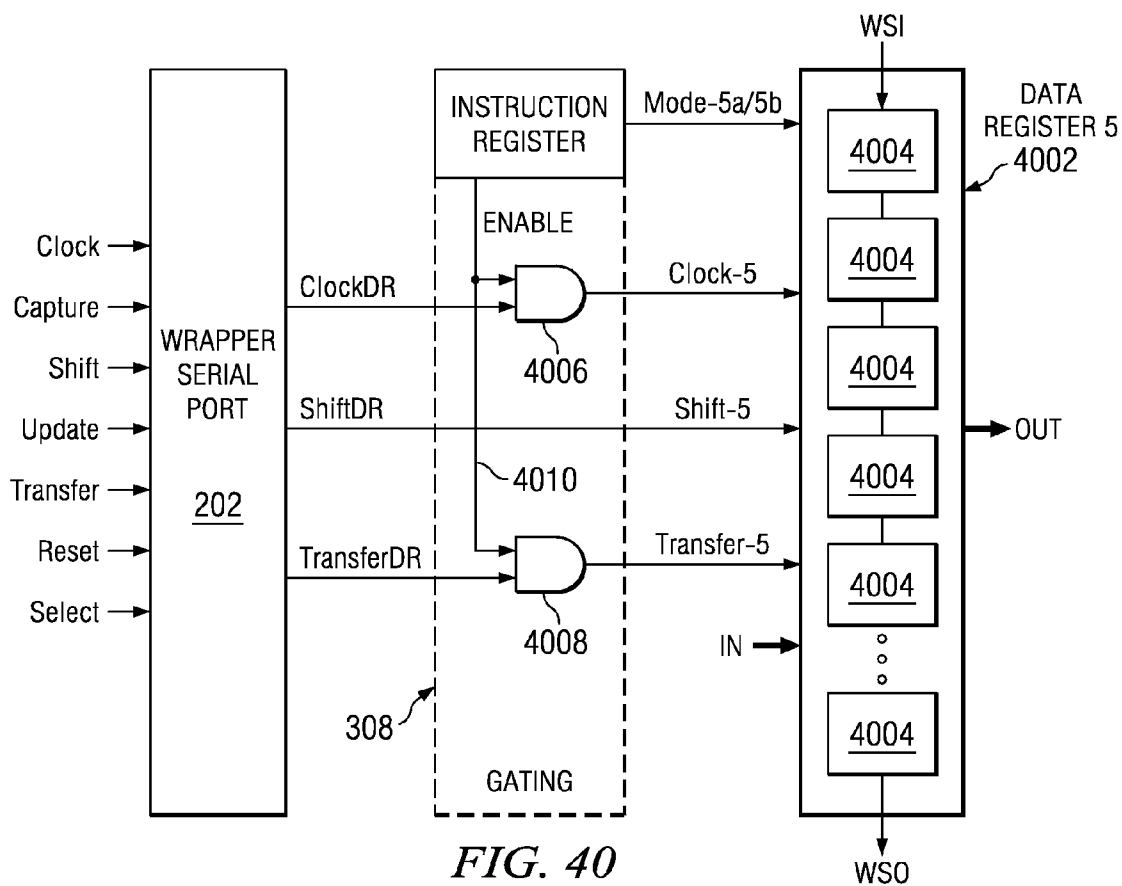 WSI
INSTRUCTION
REGISTER
Mode-5a/5b
DATA
REGISTER 5
4002
4004
ENABLE
Clock
4004
ClockDR
Clock-5
Capture
4006
WRAPPER
SERIAL
PORT
Shift
4004
ShiftDR
Shift-5
Update
OUT
4010
4004
Transfer
202
Reset
TransferDR
Transfer-5
4004
Select
4008
IN
308
4004
GATING
FIG. 40
WSO